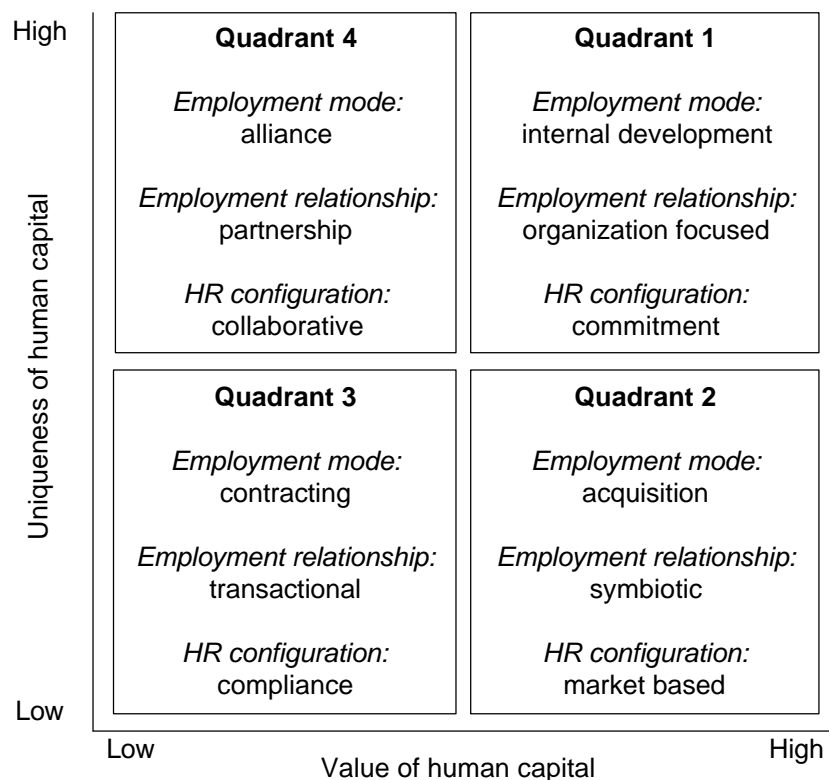 High
Uniqueness of human capital
Low
Quadrant 4
Employment mode:
alliance
Employment relationship:
partnership
HR configuration:
collaborative
Quadrant 1
Employment mode:
internal development
Employment relationship:
organization focused
HR configuration:
commitment
Quadrant 3
Employment mode:
contracting
Employment relationship:
transactional
HR configuration:
compliance
Quadrant 2
Employment mode:
acquisition
Employment relationship:
symbiotic
HR configuration:
market based
Low
Value of human capital
High